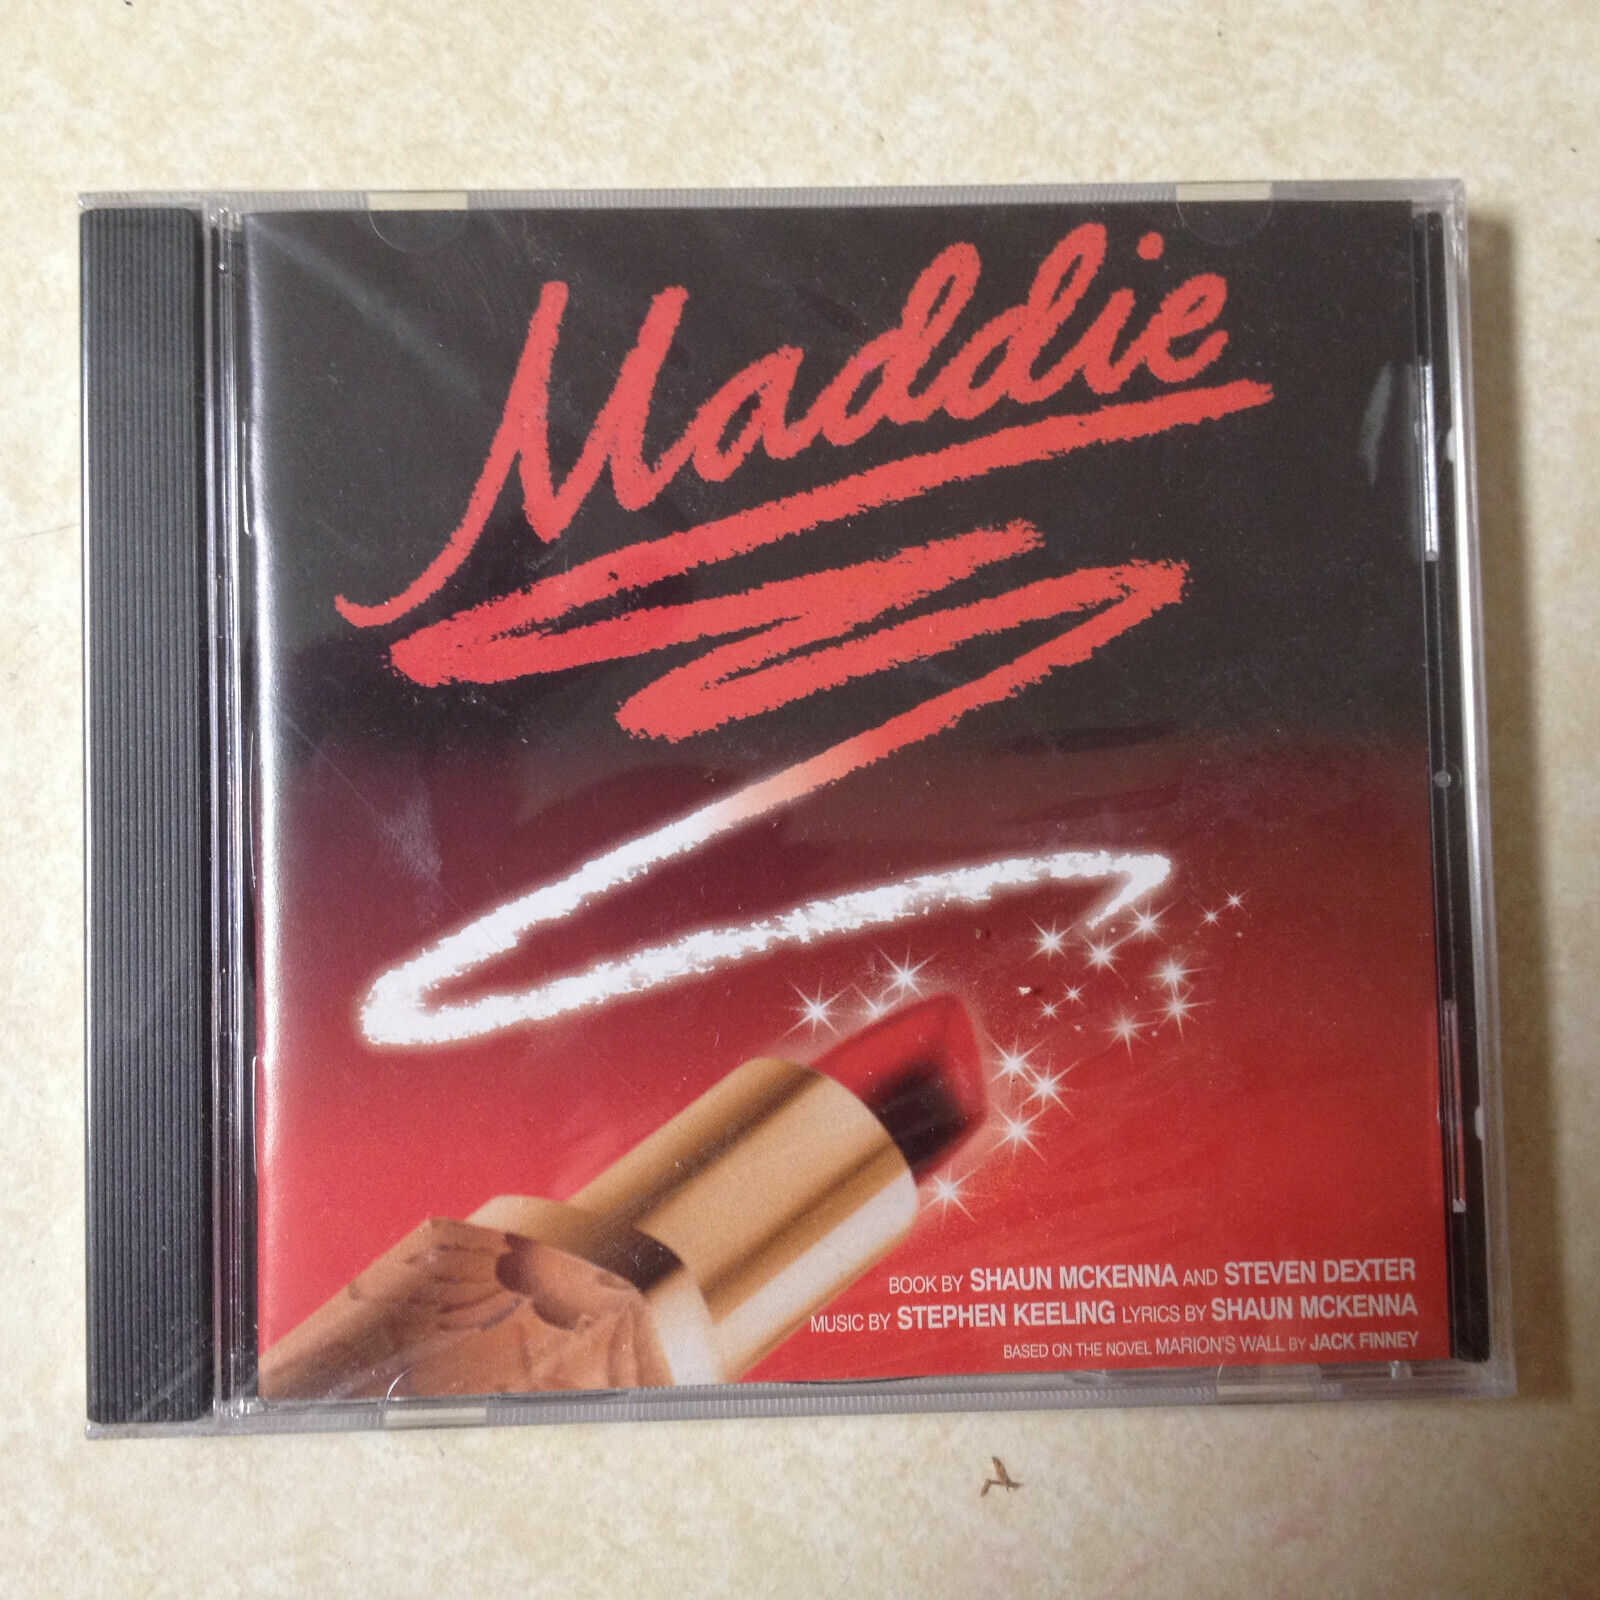 Maddie
BOOK BY SHAUN MCKENNA AND STEVEN DEXTER
MUSIC BY STEPHEN KEELING LYRICS BY SHAUN MCKENNA
BASED ON THE NOVEL MARION'S WALL BY JACK FINNEY